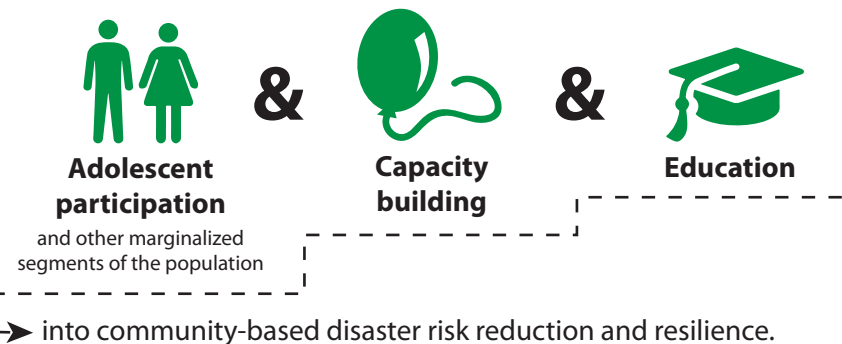 & &
Adolescent
participation
and other marginalized
segments of the population
Capacity
building
Education
into community-based disaster risk reduction and resilience.